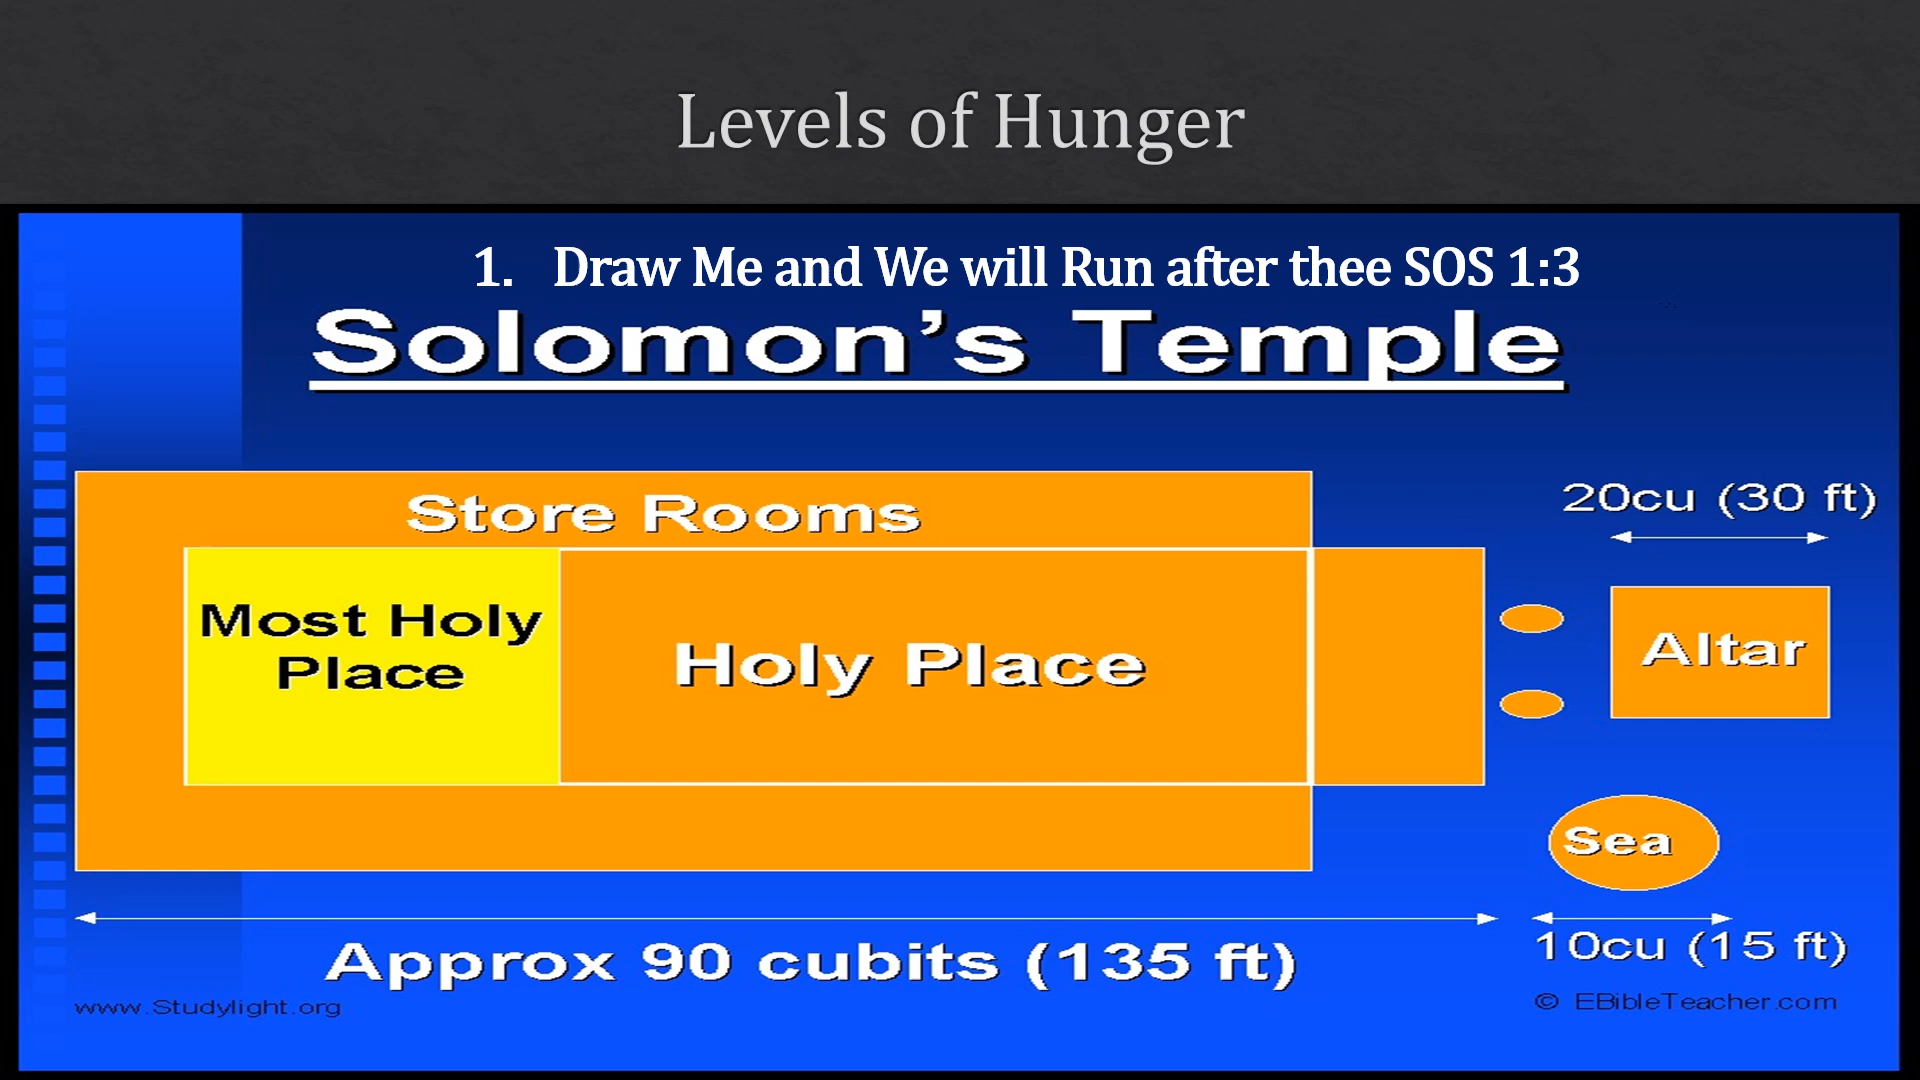 Levels of Hunger
1. Draw Me and We will Run after thee SOS 1:3
Solomon's Temple
Store Rooms
20cu (30 ft)
Most Holy
Place
Holy Place
Altar
Sea
Approx 90 cubits (135 ft)
10cu (15 ft)
www.Studylight.org
© EBibleTeacher.com